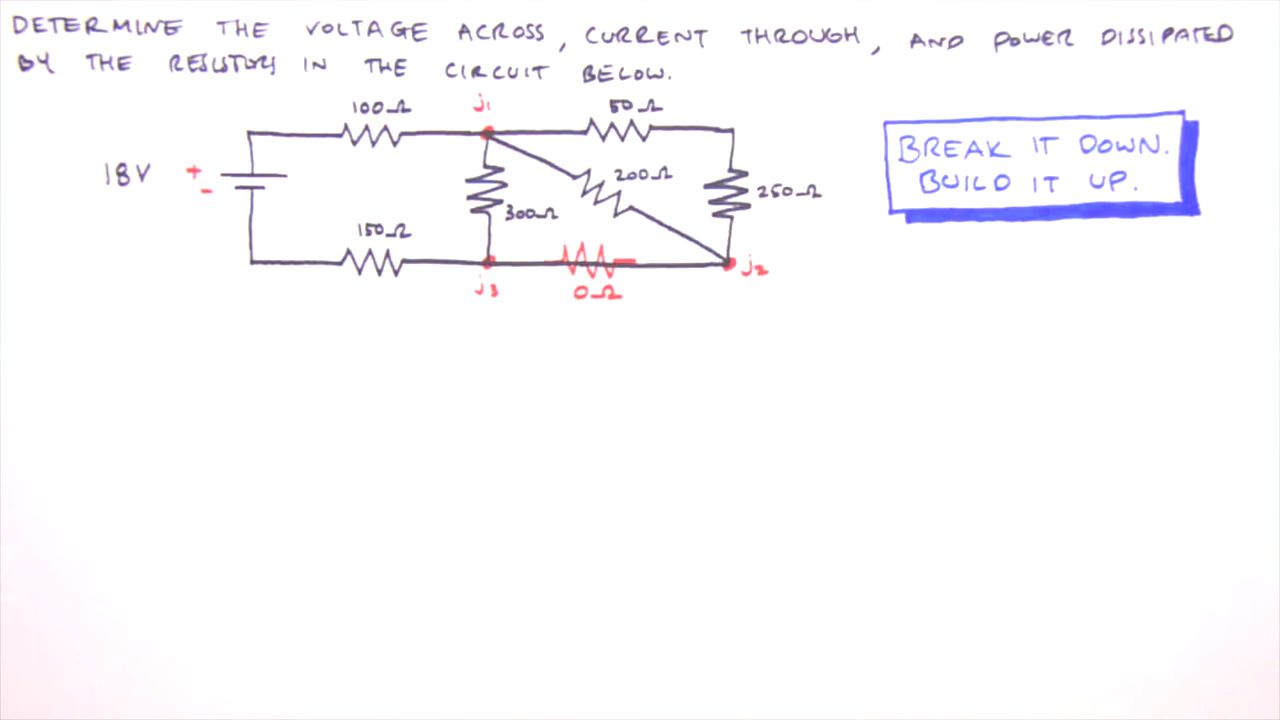 DETERMINE THE VOLTAGE ACROSS, CURRENT THROUGH, AND POWER DISSIPATED
BY THE RESISTORS IN THE CIRCUIT BELOW.
100Ω
j1
50Ω
BREAK IT DOWN.
BUILD IT UP.
18V
+
-
200Ω
250Ω
300Ω
150Ω
j2
j3
0Ω